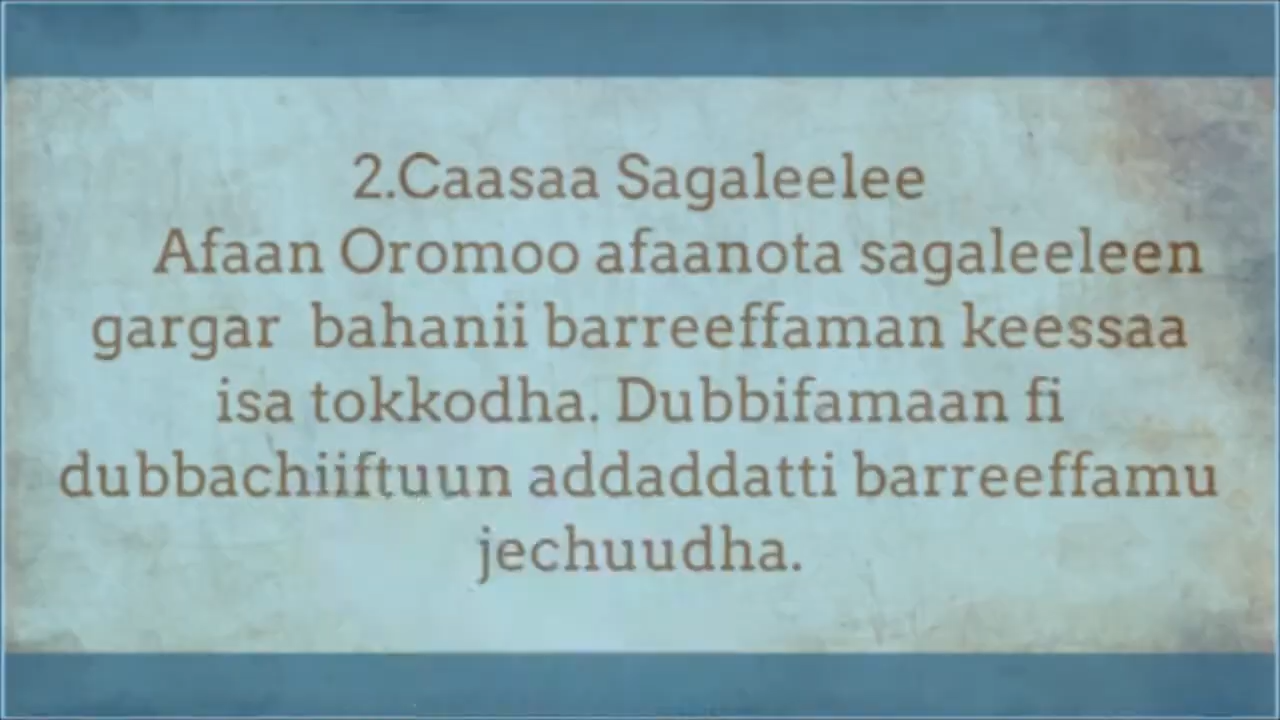 2.Caasaa Sagaleelee
Afaan Oromoo afaanota sagaleeleen
gargar bahanii barreeffaman keessaa
isa tokkodha. Dubbifamaan fi
dubbachiiftuun addaddatti barreeffamu
jechuudha.